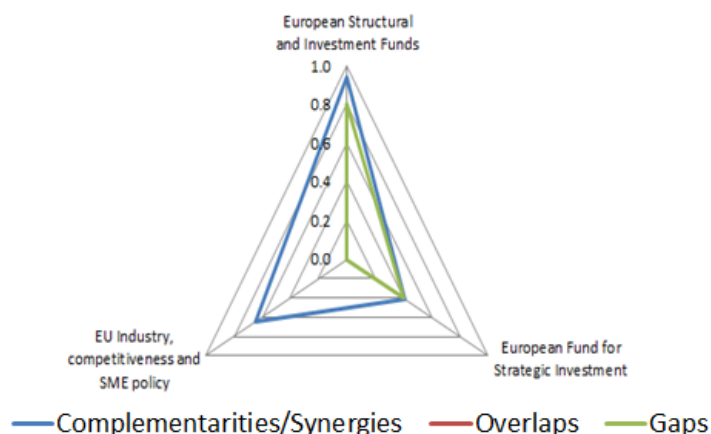 European Structural
and Investment Funds
1.0
0.8
0.6
0.4
0.2
0.0
EU Industry,
competitiveness and
SME policy
European Fund for
Strategic Investment
Complementarities/Synergies Overlaps Gaps